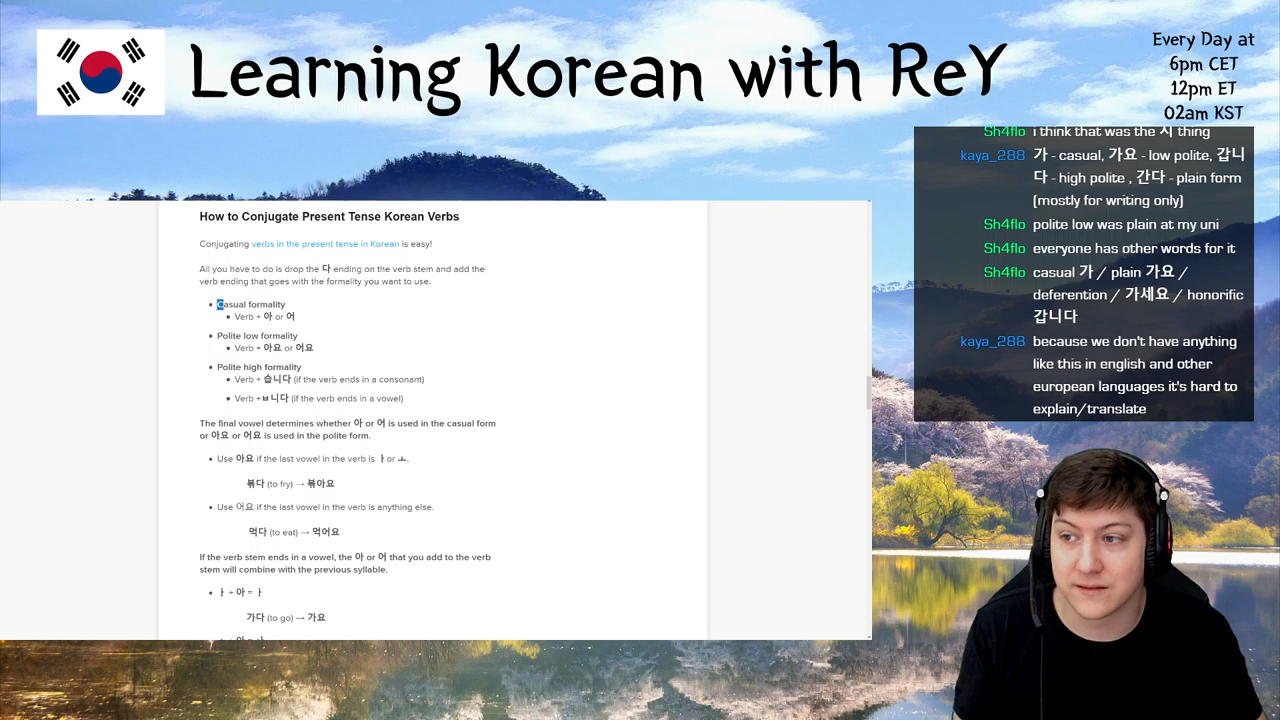 Learning Korean with ReY
Every Day at
6pm CET
12pm ET
02am KST
Sh4flo i think that was the 시 thing
kaya_288 가 - casual, 가요 - low polite, 갑니
다 - high polite , 간다 - plain form
(mostly for writing only)
Sh4flo polite low was plain at my uni
Sh4flo everyone has other words for it
Sh4flo casual 가 / plain 가요 /
deferention / 가세요 / honorific
갑니다
kaya_288 because we don't have anything
like this in english and other
european languages it's hard to
explain/translate
How to Conjugate Present Tense Korean Verbs
Conjugating verbs in the present tense in Korean is easy!
All you have to do is drop the 다 ending on the verb stem and add the
verb ending that goes with the formality you want to use.
• Casual formality
• Verb + 아 or 어
• Polite low formality
• Verb + 아요 or 어요
• Polite high formality
• Verb + 습니다 (if the verb ends in a consonant)
• Verb +ㅂ니다 (if the verb ends in a vowel)
The final vowel determines whether 아 or 어 is used in the casual form
or 아요 or 어요 is used in the polite form.
• Use 아요 if the last vowel in the verb is ㅏor ㅗ.
볶다 (to fry) → 볶아요
• Use 어요 if the last vowel in the verb is anything else.
먹다 (to eat) → 먹어요
If the verb stem ends in a vowel, the 아 or 어 that you add to the verb
stem will combine with the previous syllable.
• ㅏ + 아 = ㅏ
가다 (to go) → 가요